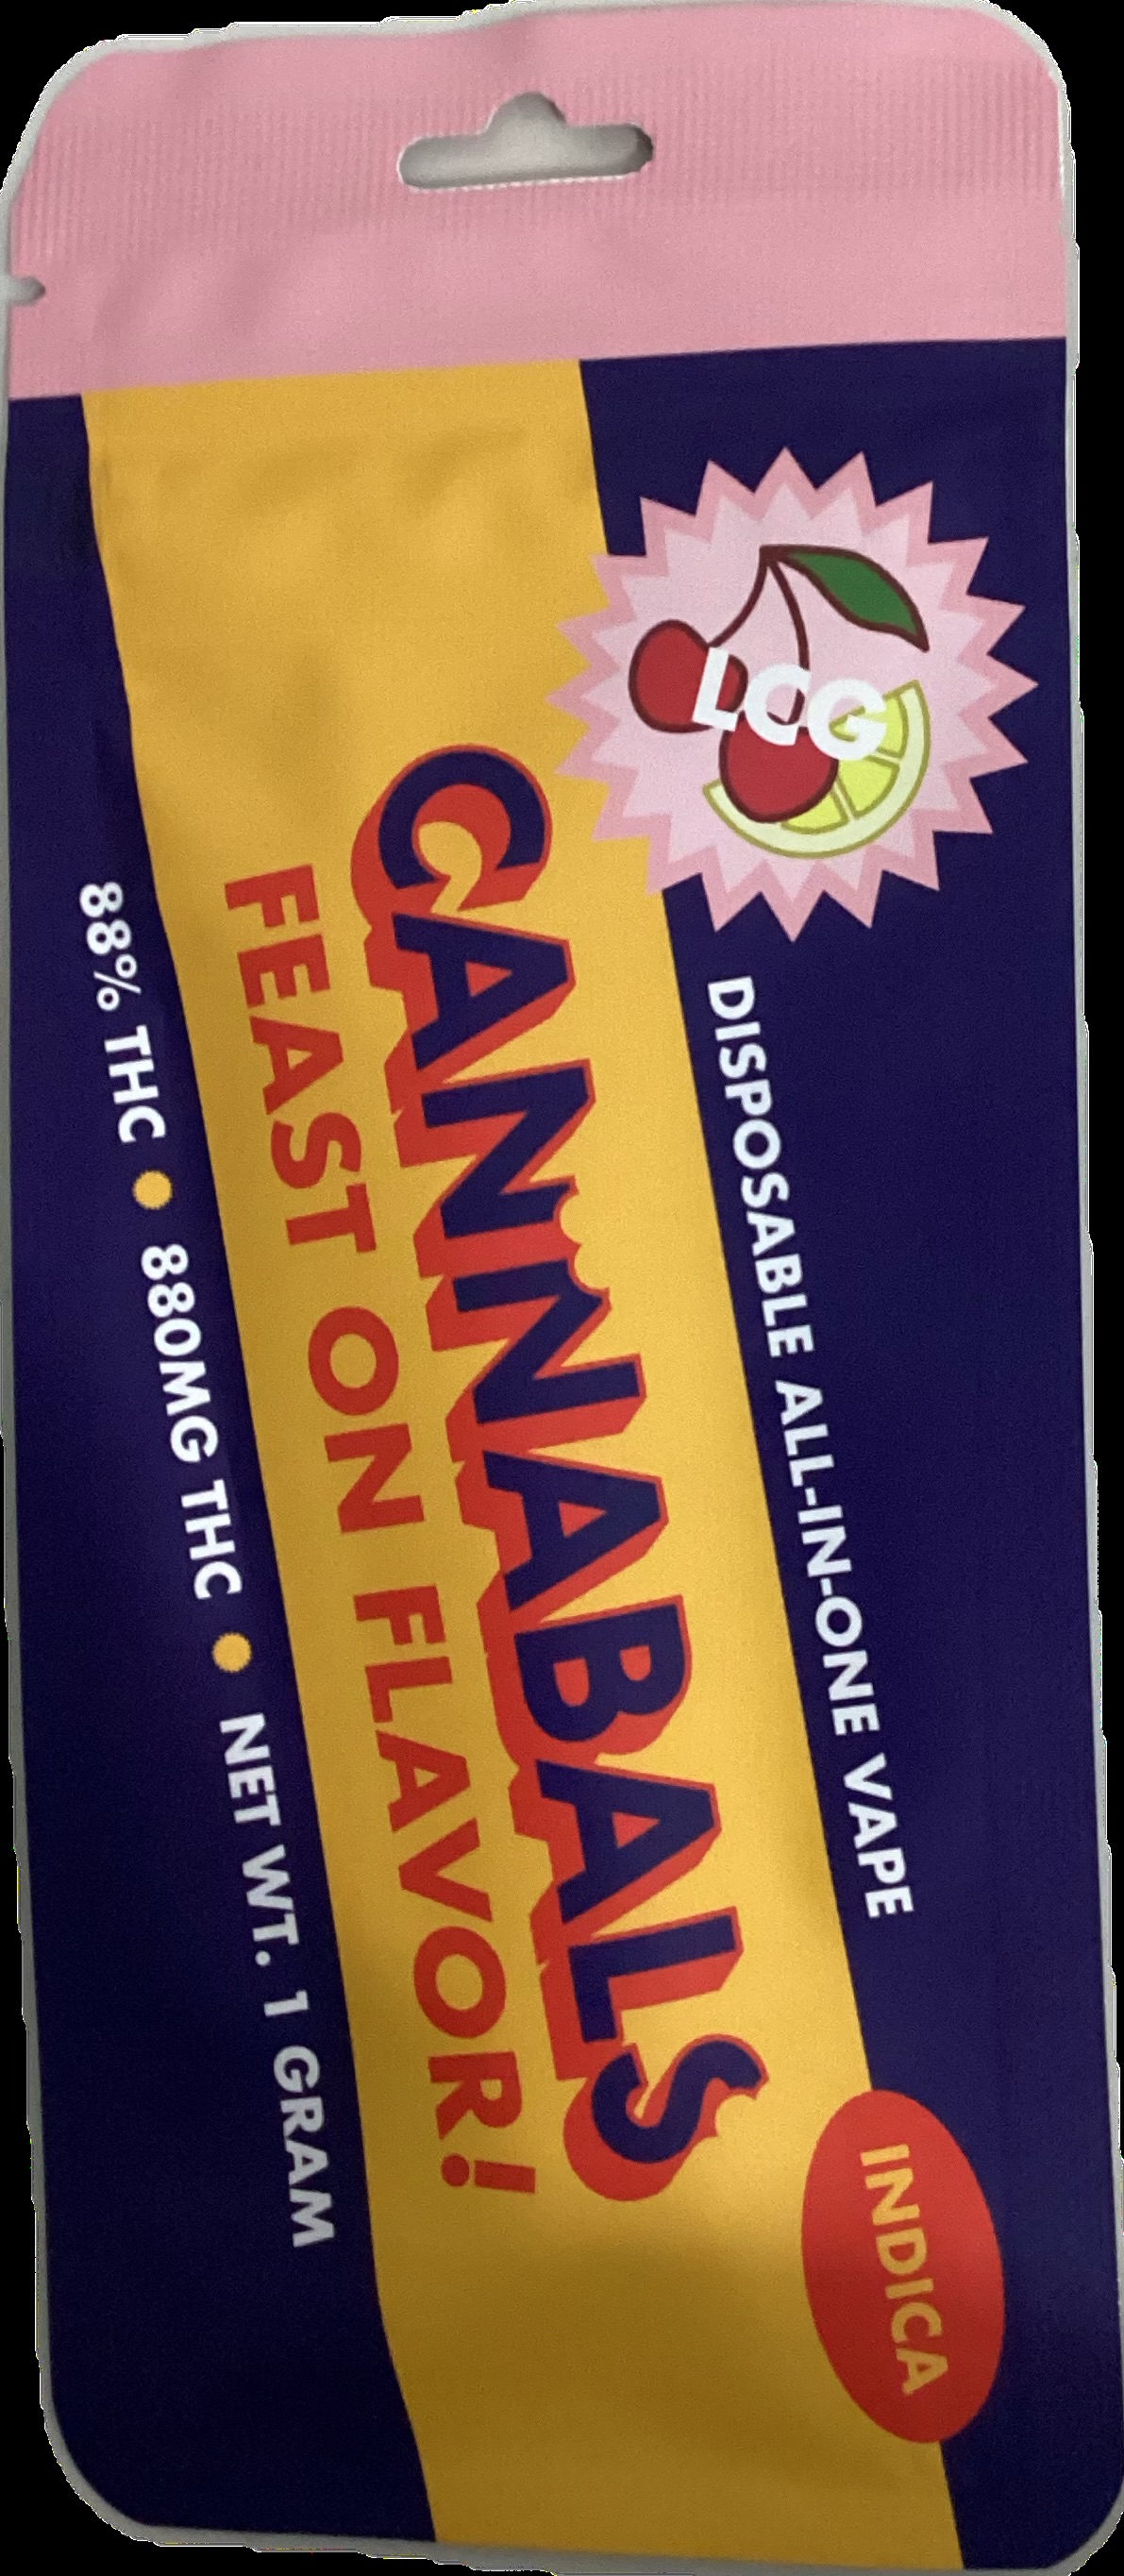 LCG
DISPOSABLE ALL-IN-ONE VAPE
INDICA
CANNABALS
FEAST ON FLAVOR!
88% THC • 880MG THC • NET WT. 1 GRAM